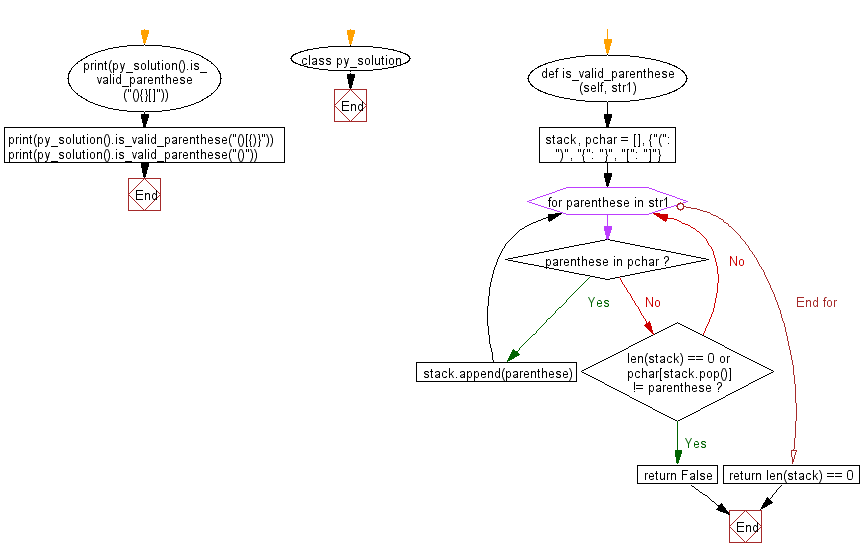 print(py_solution().is_
valid_parenthese
("(){}[]"))
print(py_solution().is_valid_parenthese("()[{)}"))
print(py_solution().is_valid_parenthese("()"))
End
class py_solution
End
def is_valid_parenthese
(self, str1)
stack, pchar = [], {"(":
")", "{": "}", "[": "]"}
for parenthese in str1
parenthese in pchar ?
Yes
No
No
End for
stack.append(parenthese)
len(stack) == 0 or
pchar[stack.pop()]
!= parenthese ?
Yes
return False
return len(stack) == 0
End